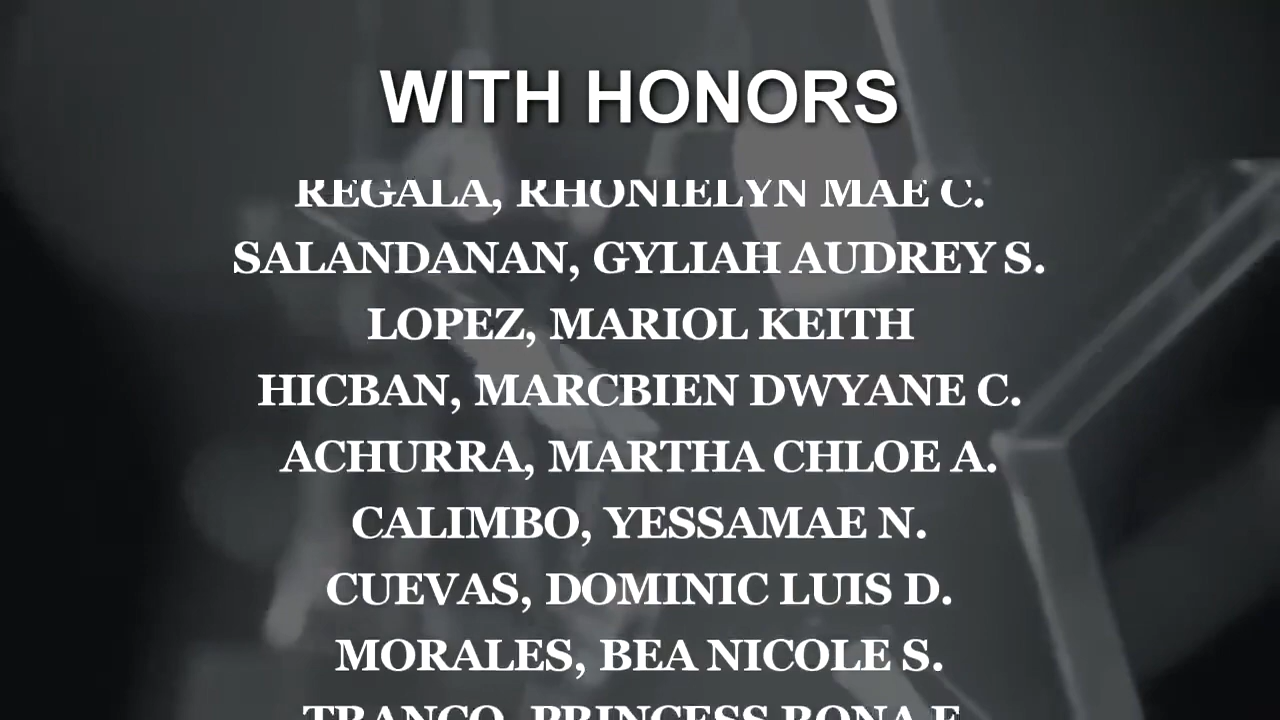 WITH HONORS
REGALA, RHONIELYN MAE C.
SALANDANAN, GYLIAH AUDREY S.
LOPEZ, MARIOL KEITH
HICBAN, MARCBIEN DWYANE C.
ACHURRA, MARTHA CHLOE A.
CALIMBO, YESSAMAE N.
CUEVAS, DOMINIC LUIS D.
MORALES, BEA NICOLE S.
PRINCESS